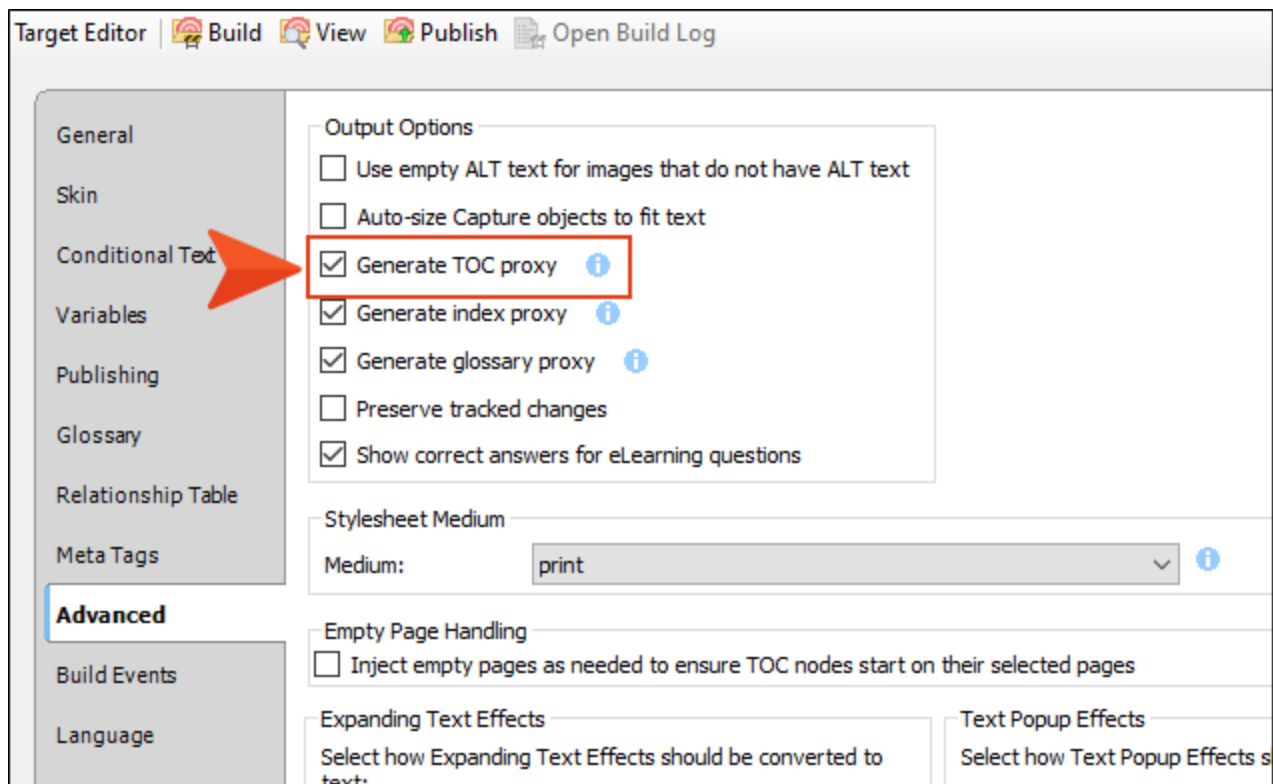 Target Editor Build View Publish Open Build Log
General
Skin
Conditional Text
Variables
Publishing
Glossary
Relationship Table
Meta Tags
Advanced
Build Events
Language
Output Options
Use empty ALT text for images that do not have ALT text
Auto-size Capture objects to fit text
Generate TOC proxy
Generate index proxy
Generate glossary proxy
Preserve tracked changes
Show correct answers for eLearning questions
Stylesheet Medium
Medium: print
Empty Page Handling
Inject empty pages as needed to ensure TOC nodes start on their selected pages
Expanding Text Effects
Select how Expanding Text Effects should be converted to
text:
Text Popup Effects
Select how Text Popup Effects